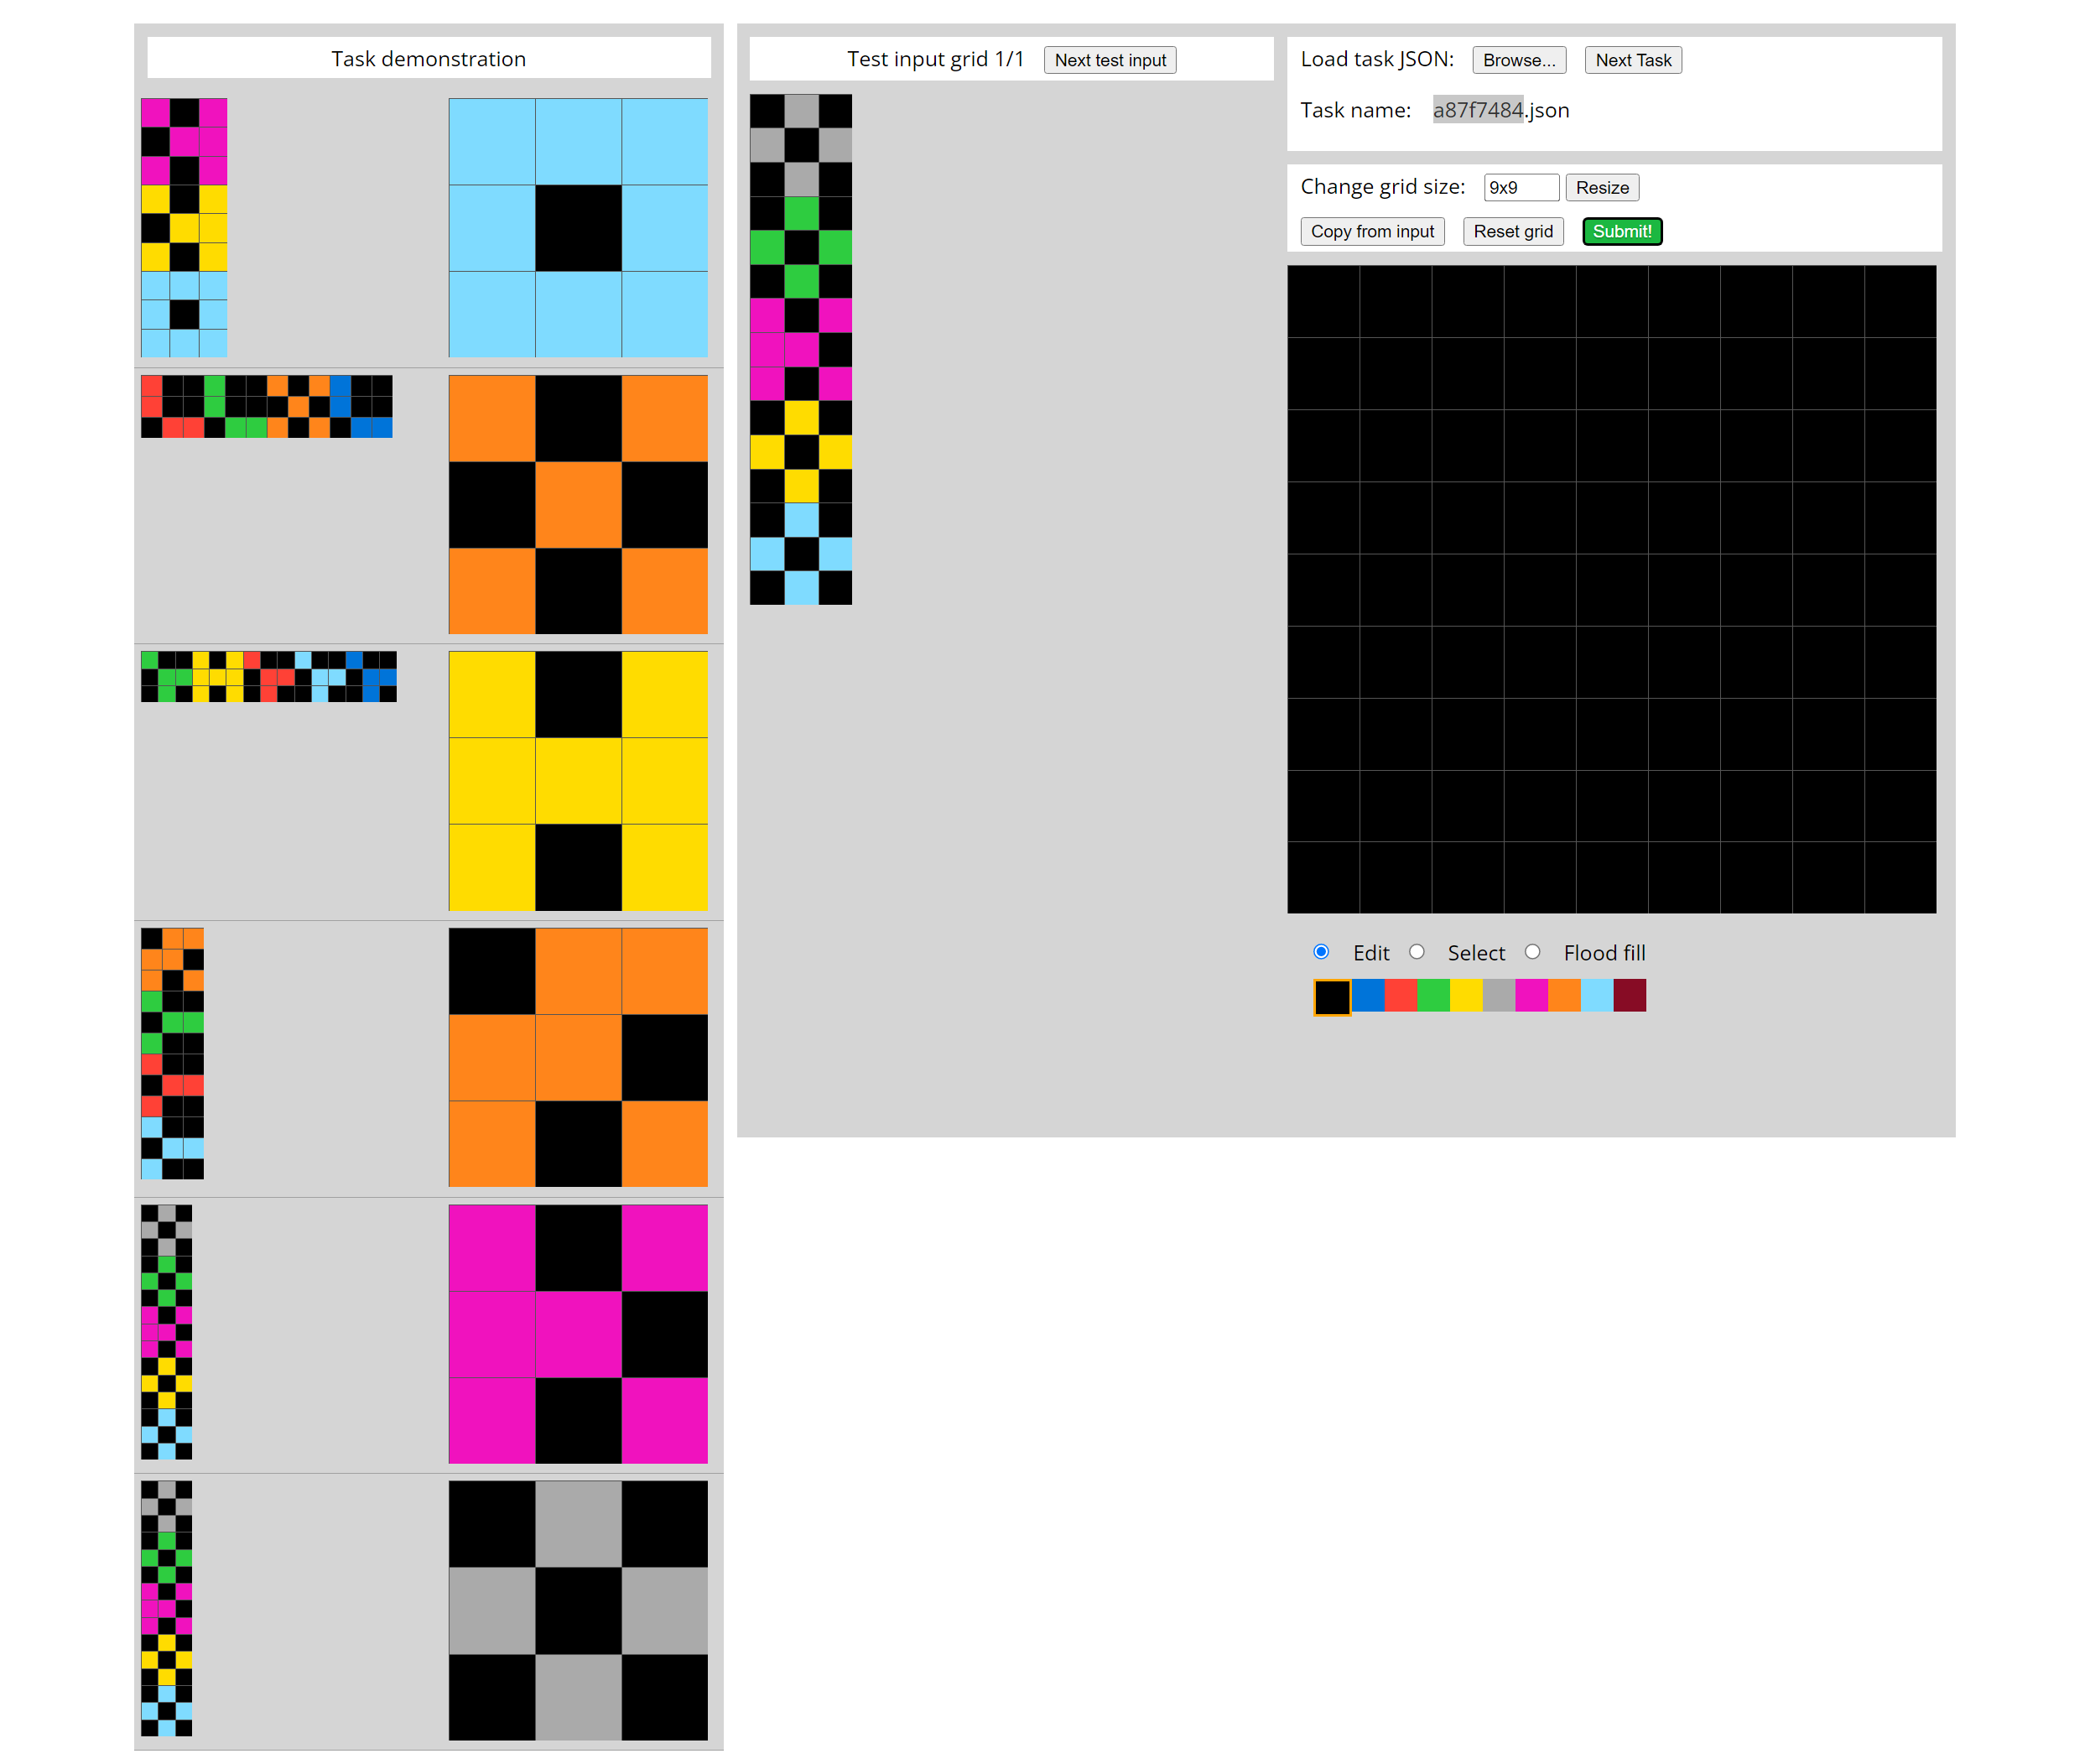 Task demonstration
Test input grid 1/1 Next test input
Load task JSON: Browse... Next Task
Task name: a87f7484.json
Change grid size: 9x9 Resize
Copy from input Reset grid Submit!
Edit Select Flood fill